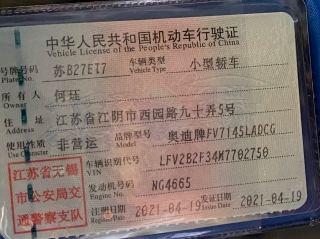 中华人民共和国机动车行驶证
Vehicle License of the People's Republic of China
号牌号码 苏B27E17 车辆类型 小型轿车
Plate No. Vehicle Type
所有人 何珏
Owner
住址 江苏省江阴市西园路九十弄5号
Address
使用性质 非营运 品牌型号 奥迪牌FV7145LADCG
Use Character Model
车辆识别代号 LFV2B2F34M7702750
VIN
江苏省无锡市公安局交通警察支队
发动机号码 NG4665
Engine No.
注册日期 2021-04-19 发证日期 2021-04-19
Register Date Issue Date